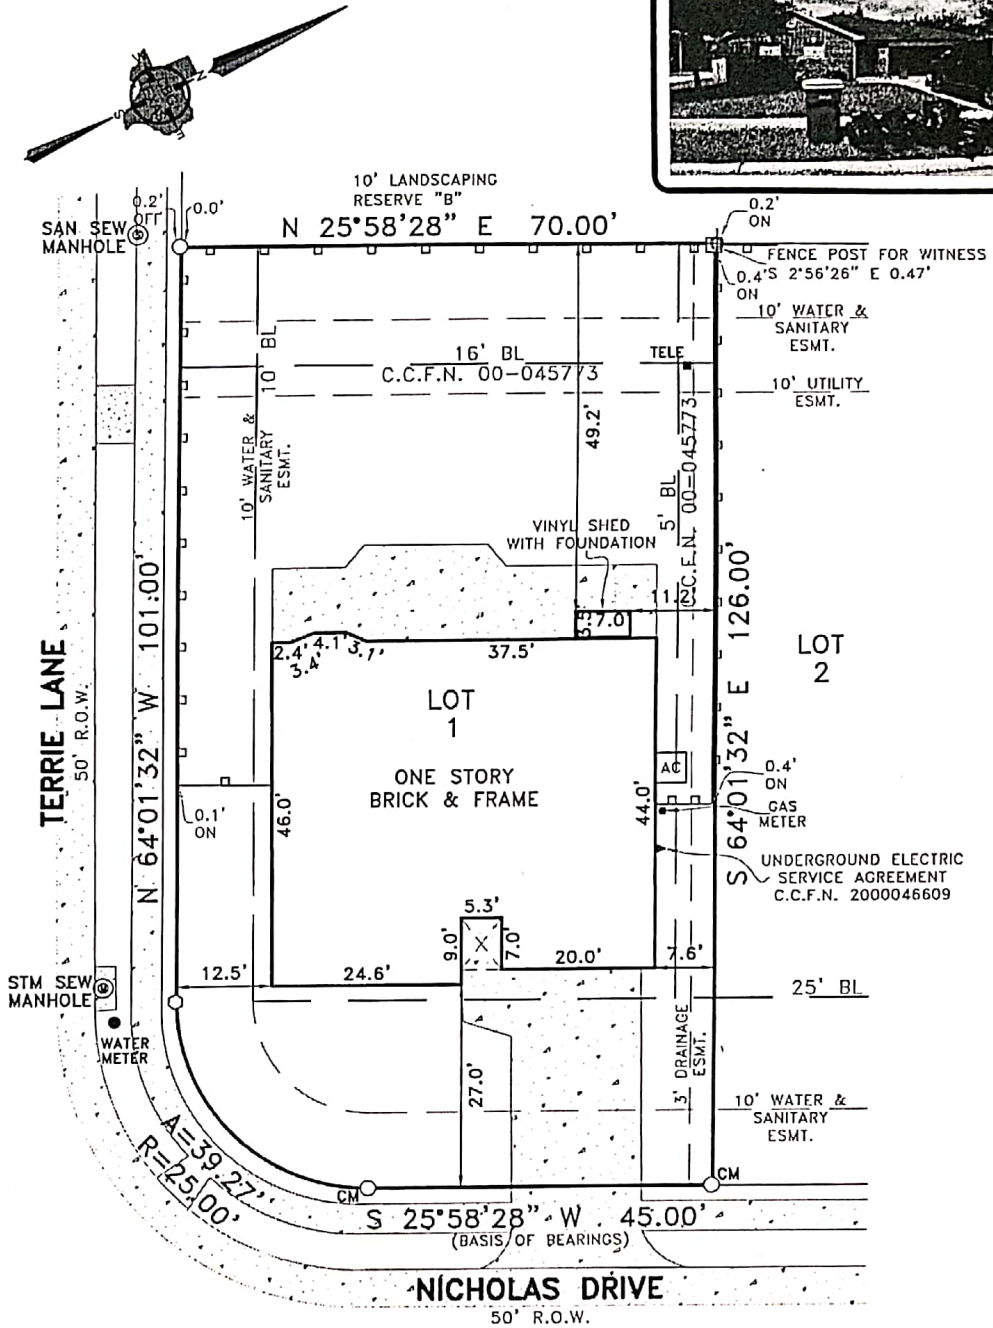 N
S
10' LANDSCAPING
RESERVE "B"
N 25°58'28" E 70.00'
0.2'
OFF
0.0'
0.2'
ON
SAN SEW
MANHOLE
S
FENCE POST FOR WITNESS
S 2°56'26" E 0.47'
0.4'
ON
10' WATER &
SANITARY
ESMT.
10' BL
16' BL
C.C.F.N. 00-045773
TELE
10' UTILITY
ESMT.
10' WATER &
SANITARY
ESMT.
49.2'
5' BL
C.C.F.N. 00-045773
VINYL SHED
WITH FOUNDATION
11.2'
3.5'
7.0'
2.4'
3.4'
4.1'
3.1'
37.5'
TERRIE LANE
50' R.O.W.
N 64°01'32" W 101.00'
S 64°01'32" E 126.00'
LOT
1
LOT
2
ONE STORY
BRICK & FRAME
46.0'
44.0'
AC
0.4'
ON
GAS
METER
0.1'
ON
UNDERGROUND ELECTRIC
SERVICE AGREEMENT
C.C.F.N. 2000046609
5.3'
9.0'
X
7.0'
20.0'
7.6'
12.5'
24.6'
STM SEW
MANHOLE
25' BL
WATER
METER
27.0'
3' DRAINAGE
ESMT.
10' WATER &
SANITARY
ESMT.
A=39.27'
R=25.00'
CM
CM
S 25°58'28" W 45.00'
(BASIS OF BEARINGS)
NICHOLAS DRIVE
50' R.O.W.